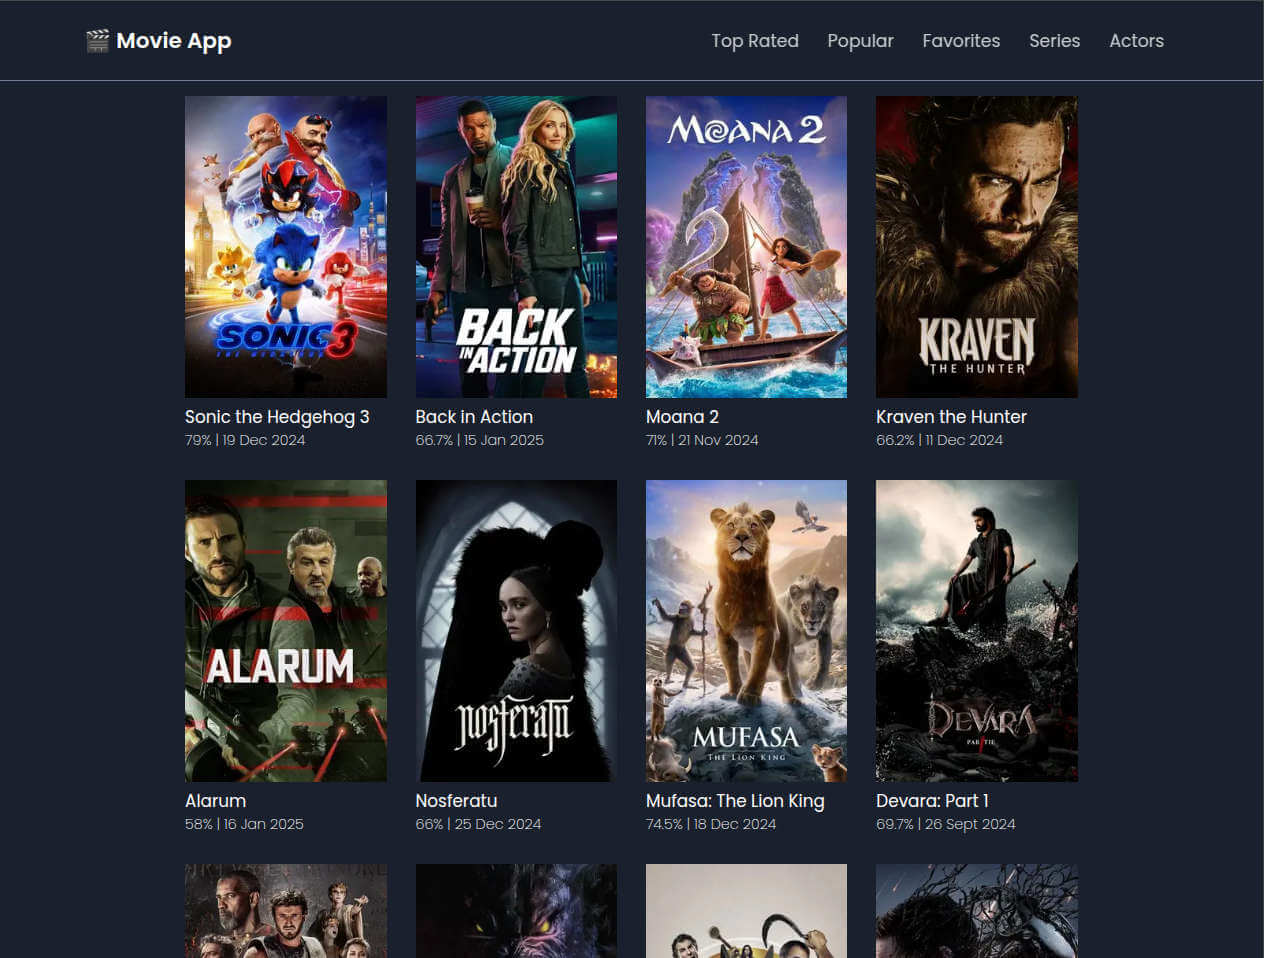 🎬 Movie App
Top Rated Popular Favorites Series Actors
SONIC 3
THE HEDGEHOG
BACK
IN ACTION
MOANA 2
KRAVEN
THE HUNTER
Sonic the Hedgehog 3
79% | 19 Dec 2024
Back in Action
66.7% | 15 Jan 2025
Moana 2
71% | 21 Nov 2024
Kraven the Hunter
66.2% | 11 Dec 2024
ALARUM
nosferatu
MUFASA
THE LION KING
DEVARA
Alarum
58% | 16 Jan 2025
Nosferatu
66% | 25 Dec 2024
Mufasa: The Lion King
74.5% | 18 Dec 2024
Devara: Part 1
69.7% | 26 Sept 2024